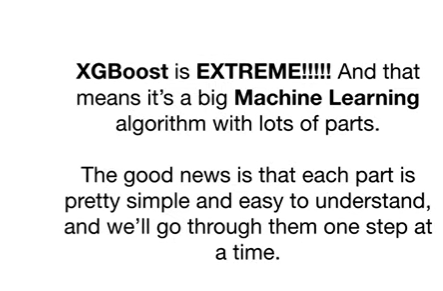 XGBoost is EXTREME!!!!! And that
means it’s a big Machine Learning
algorithm with lots of parts.
The good news is that each part is
pretty simple and easy to understand,
and we’ll go through them one step at
a time.